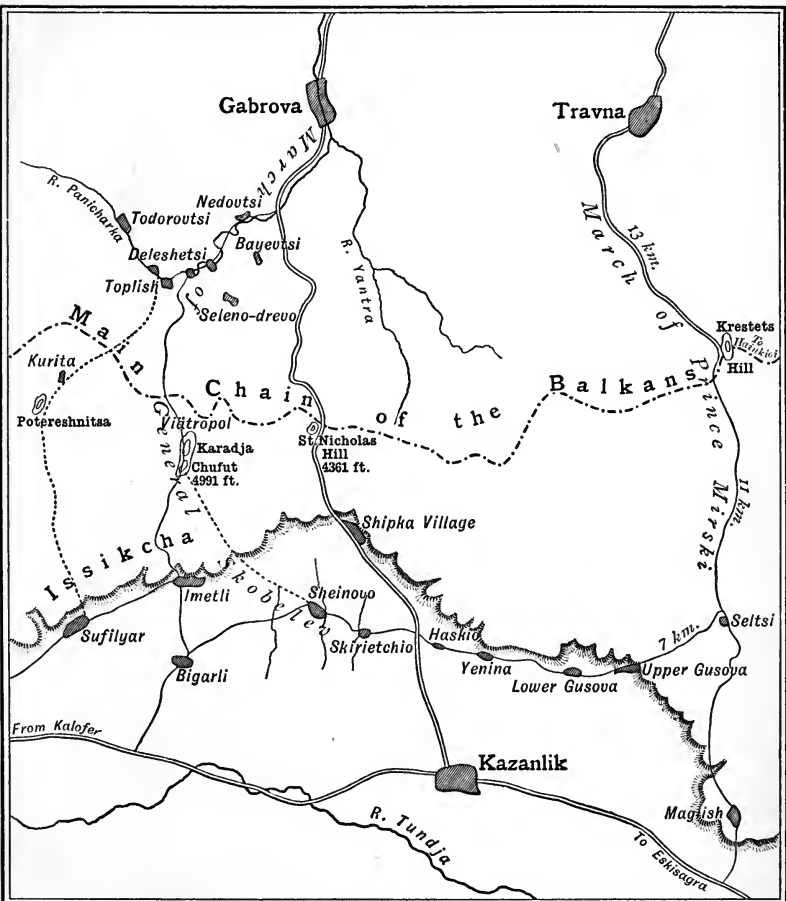 Gabrova
Travna
March
R. Panicharka
Todorovtsi
Nedovtsi
Deleshetsi
Bayevtsi
Toplish
of
Seleno-drevo
R. Yantra
March of Prince Mirski
13 km.
Krestets
Hill
To Hainkioi
Main Chain of the Balkans
Kurita
Potereshnitsa
General Skobelev
Karadja
Chufut
4991 ft.
St. Nicholas
Hill
4361 ft.
11 km.
Issikcha
Shipka Village
Imetli
Sheinovo
Sufilyar
Skirietchio
Haskio
Seltsi
7 km.
Bigarli
Yenina
Lower Gusova
Upper Gusova
From Kalofer
Kazanlik
R. Tundja
Maglish
To Eskisagra